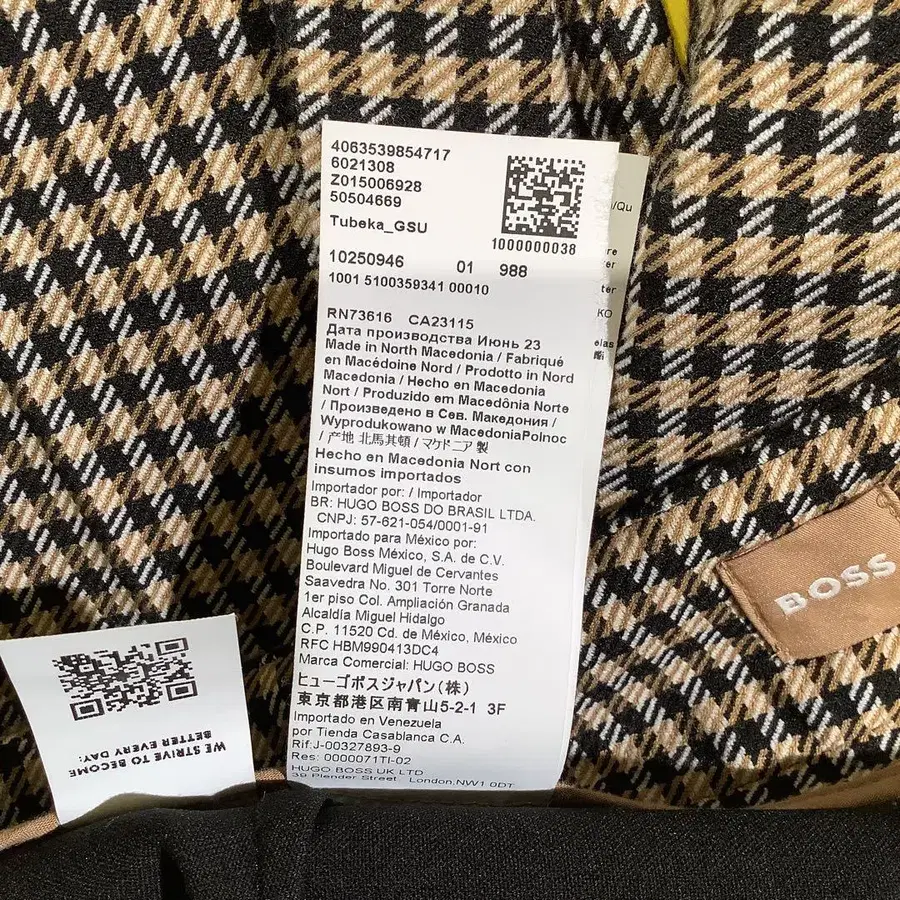 4063539854717
6021308
Z015006928
50504669
Tubeka_GSU
1000000038
10250946 01 988
1001 5100359341 00010
RN73616 CA23115
Дата производства Июнь 23
Made in North Macedonia / Fabriqué
en Macédoine Nord / Prodotto in Nord
Macedonia / Hecho en Macedonia
Nort / Produzido em Macedônia Norte
/ Произведено в Сев. Македония /
Wyprodukowano w MacedoniaPolnoc
/ 产地 北馬其頓 / マケドニア 製
Hecho en Macedonia Nort con
insumos importados
Importador por: / Importador
BR: HUGO BOSS DO BRASIL LTDA.
CNPJ: 57-621-054/0001-91
Importado para México por:
Hugo Boss México, S.A. de C.V.
Boulevard Miguel de Cervantes
Saavedra No. 301 Torre Norte
1er piso Col. Ampliación Granada
Alcaldía Miguel Hidalgo
C.P. 11520 Cd. de México, México
RFC HBM990413DC4
Marca Comercial: HUGO BOSS
ヒューゴボスジャパン(株)
東京都港区南青山5-2-1 3F
Importado en Venezuela
por Tienda Casablanca C.A.
Rif:J-00327893-9
Res: 0000071TI-02
HUGO BOSS UK LTD
39 Plender Street London,NW1 0DT
i/Qu
KO
BOSS
WE STRIVE TO BECOME
BETTER EVERY DAY: